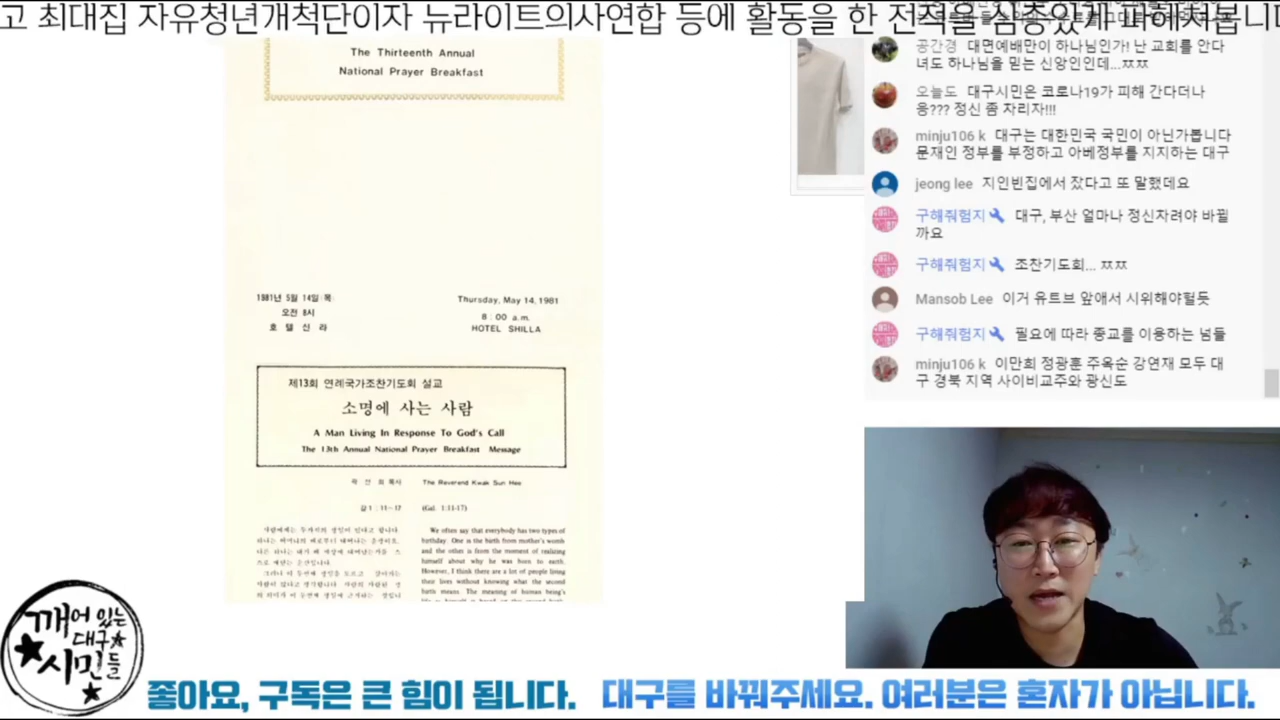 고 최대집 자유청년개척단이자 뉴라이트의사연합 등에 활동을 한 전적을 심층있게 파헤쳐봅니
The Thirteenth Annual
National Prayer Breakfast
1981년 5월 14일 목
오전 8시
호 텔 신 라
Thursday, May 14, 1981
8 : 00 a.m.
HOTEL SHILLA
제13회 연례국가조찬기도회 설교
소명에 사는 사람
A Man Living In Response To God's Call
The 13th Annual National Prayer Breakfast Message
곽 선 희 목사
The Reverend Kwak Sun Hee
갈 1 : 11~17
(Gal. 1:11-17)
We often say that everybody has two types of
birthday. One is the birth from mother's womb
and the other is from the moment of realizing
himself about why he was born to earth.
However, I think there are a lot of people living
their lives without knowing what the second
birth means. The meaning of human being's
공간경 대면예배만이 하나님인가! 난 교회를 안다
녀도 하나님을 믿는 신앙인인데...ㅉㅉ
오늘도 대구시민은 코로나19가 피해 간다더나
응??? 정신 좀 자리자!!!
minju106 k 대구는 대한민국 국민이 아닌가봅니다
문재인 정부를 부정하고 아베정부를 지지하는 대구
jeong lee 지인빈집에서 잤다고 또 말했데요
구해줘험지 대구, 부산 얼마나 정신차려야 바뀔
까요
구해줘험지 조찬기도회... ㅉㅉ
Mansob Lee 이거 유트브 앞애서 시위해야헐듯
구해줘험지 필요에 따라 종교를 이용하는 넘들
minju106 k 이만희 정광훈 주옥순 강연재 모두 대
구 경북 지역 사이비교주와 광신도
깨어 있는
대구
시민들
좋아요, 구독은 큰 힘이 됩니다. 대구를 바꿔주세요. 여러분은 혼자가 아닙니다.